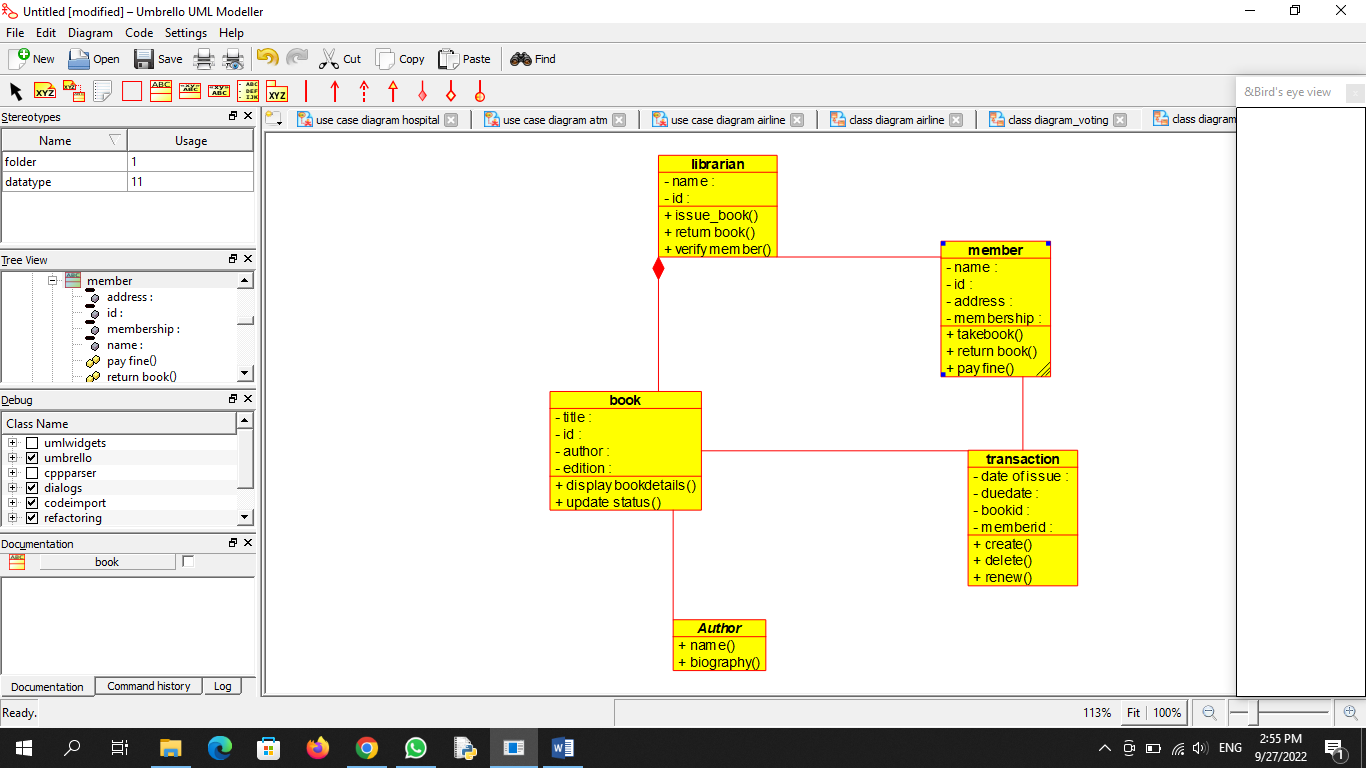 Untitled [modified] – Umbrello UML Modeller
File Edit Diagram Code Settings Help
New Open Save Cut Copy Paste Find
&Bird's eye view
Stereotypes
Name Usage
folder 1
datatype 11
Tree View
member
address :
id :
membership :
name :
pay fine()
return book()
Debug
Class Name
umlwidgets
umbrello
cppparser
dialogs
codeimport
refactoring
Documentation
book
Documentation Command history Log
use case diagram hospital use case diagram atm use case diagram airline class diagram airline class diagram_voting class diagram
librarian
- name :
- id :
+ issue_book()
+ return book()
+ verify member()
member
- name :
- id :
- address :
- membership :
+ takebook()
+ return book()
+ pay fine()
book
- title :
- id :
- author :
- edition :
+ display bookdetails()
+ update status()
transaction
- date of issue :
- duedate :
- bookid :
- memberid :
+ create()
+ delete()
+ renew()
Author
+ name()
+ biography()
Ready. 113% Fit 100%
ENG
2:55 PM
9/27/2022
1